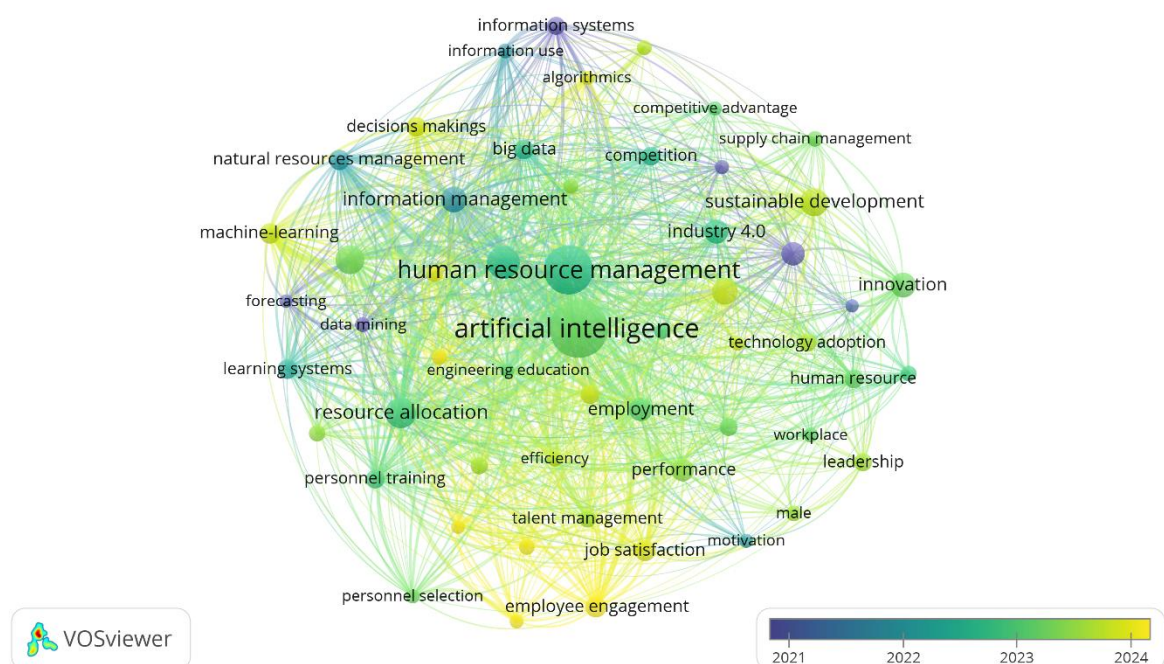 information systems
information use
algorithmics
competitive advantage
decisions makings
supply chain management
big data
competition
natural resources management
information management
sustainable development
machine-learning
industry 4.0
human resource management
innovation
forecasting
data mining
artificial intelligence
technology adoption
learning systems
engineering education
human resource
resource allocation
employment
workplace
efficiency
leadership
performance
personnel training
talent management
male
motivation
job satisfaction
personnel selection
employee engagement
VOSviewer
2021 2022 2023 2024